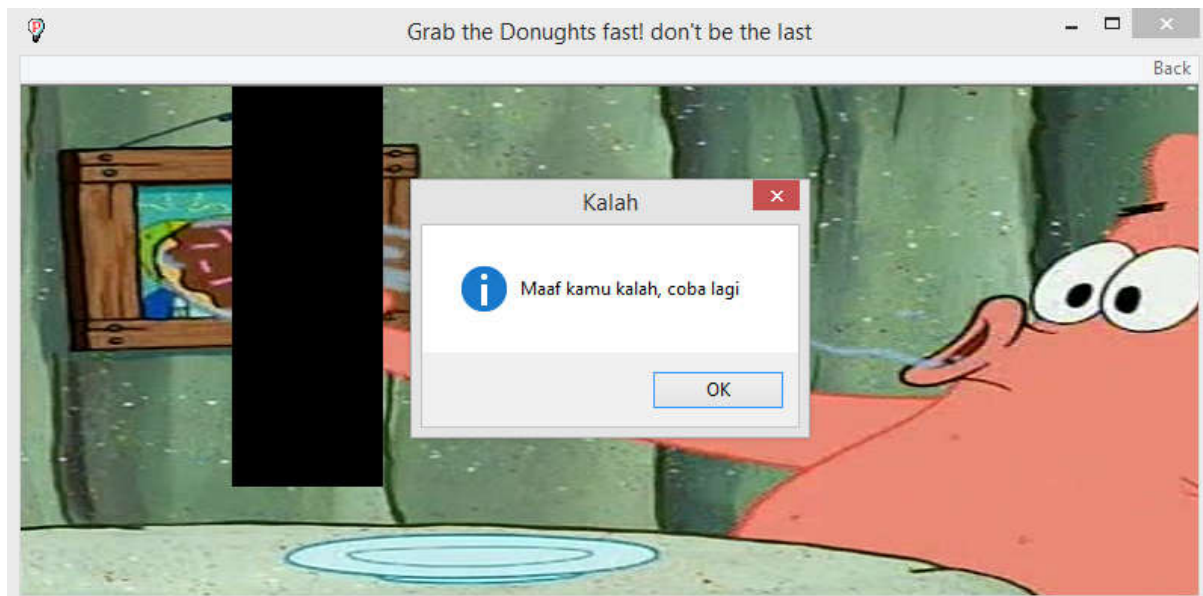 Grab the Donughts fast! don't be the last
Back
Kalah
Maaf kamu kalah, coba lagi
OK